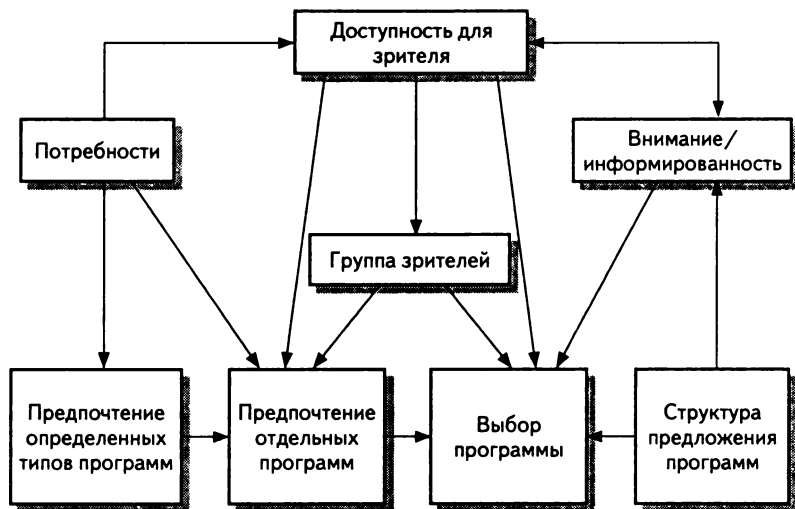 Доступность для
зрителя
Потребности
Внимание/
информированность
Группа зрителей
Предпочтение
определенных
типов программ
Предпочтение
отдельных
программ
Выбор
программы
Структура
предложения
программ